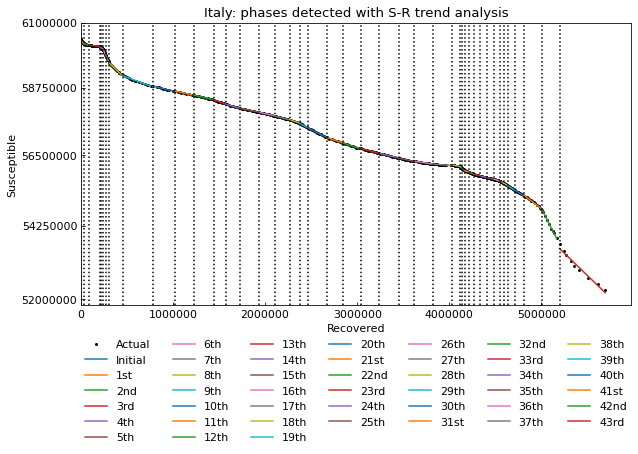 Italy: phases detected with S-R trend analysis
61000000
58750000
56500000
54250000
52000000
Susceptible
0 1000000 2000000 3000000 4000000 5000000
Recovered
Actual 6th 13th 20th 26th 32nd 38th
Initial 7th 14th 21st 27th 33rd 39th
1st 8th 15th 22nd 28th 34th 40th
2nd 9th 16th 23rd 29th 35th 41st
3rd 10th 17th 24th 30th 36th 42nd
4th 11th 18th 25th 31st 37th 43rd
5th 12th 19th